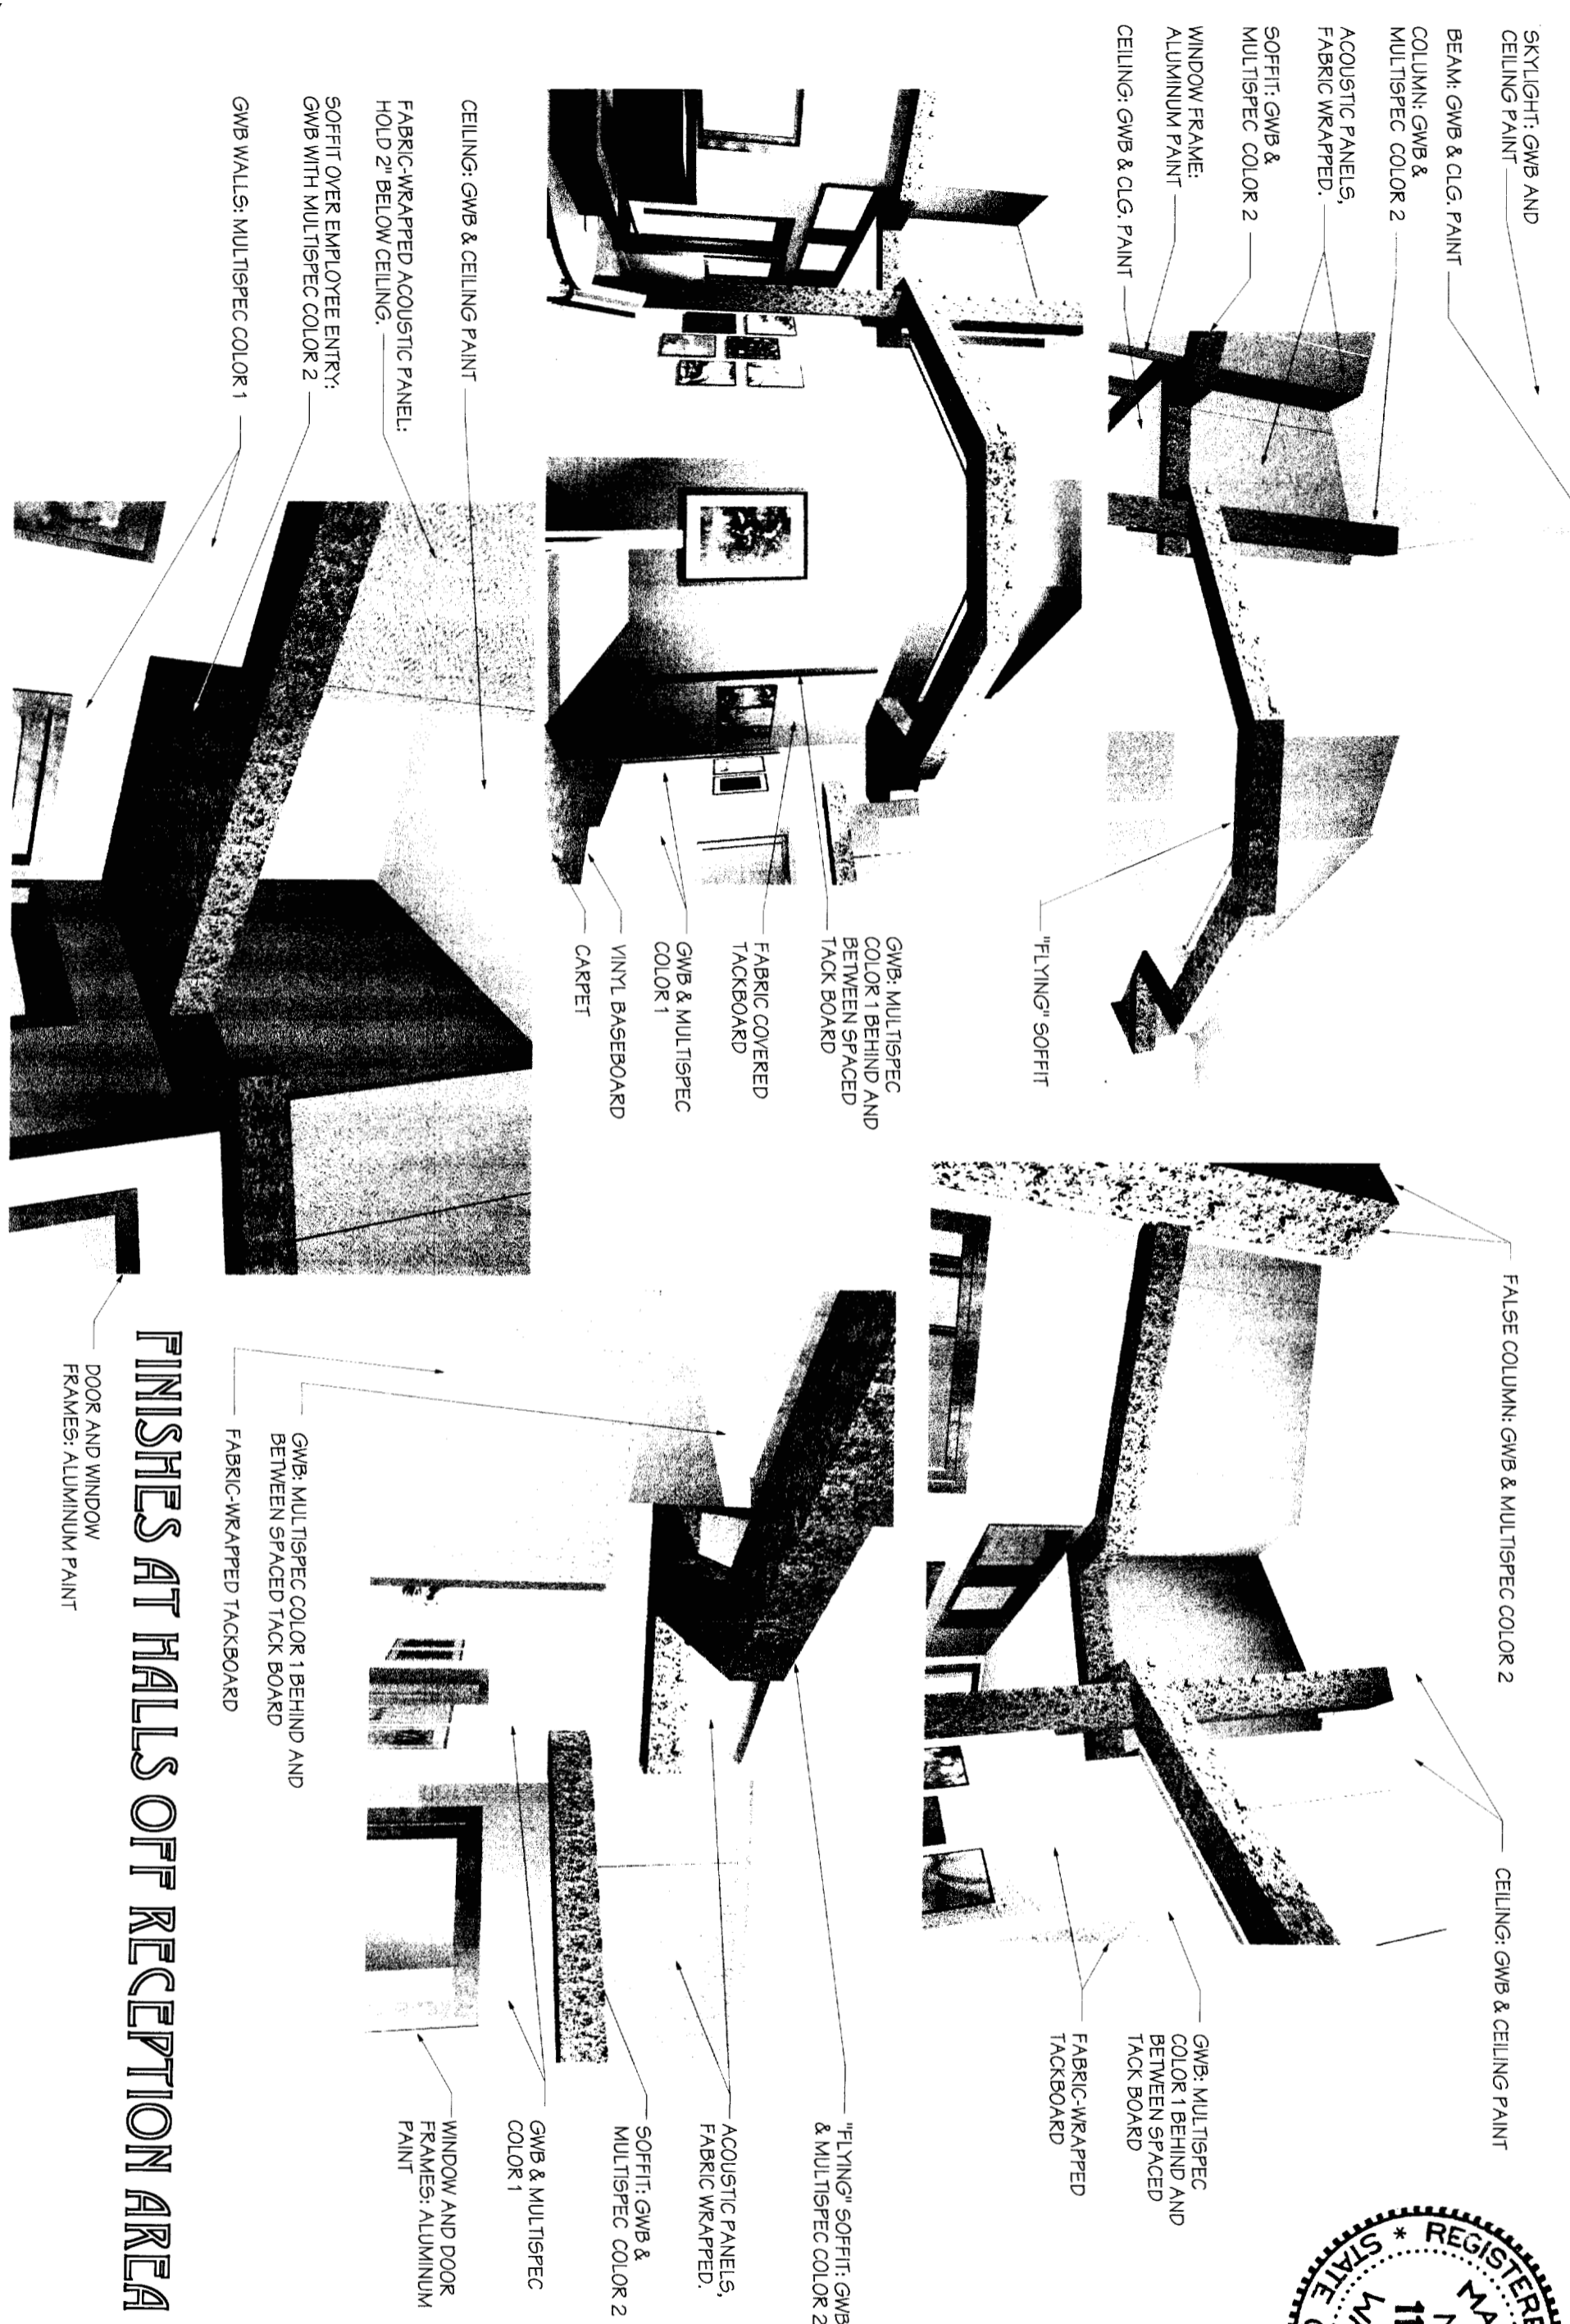 SKYLIGHT: GWB AND
CEILING PAINT
BEAM: GWB & CLG. PAINT
COLUMN: GWB &
MULTISPEC COLOR 2
ACOUSTIC PANELS,
FABRIC WRAPPED.
SOFFIT: GWB &
MULTISPEC COLOR 2
WINDOW FRAME:
ALUMINUM PAINT
CEILING: GWB & CLG. PAINT
"FLYING" SOFFIT
FALSE COLUMN: GWB & MULTISPEC COLOR 2
CEILING: GWB & CEILING PAINT
GWB: MULTISPEC
COLOR 1 BEHIND AND
BETWEEN SPACED
TACK BOARD
FABRIC-WRAPPED
TACKBOARD
GWB: MULTISPEC
COLOR 1 BEHIND AND
BETWEEN SPACED
TACK BOARD
FABRIC COVERED
TACKBOARD
GWB & MULTISPEC
COLOR 1
VINYL BASEBOARD
CARPET
CEILING: GWB & CEILING PAINT
FABRIC-WRAPPED ACOUSTIC PANEL:
HOLD 2" BELOW CEILING.
SOFFIT OVER EMPLOYEE ENTRY:
GWB WITH MULTISPEC COLOR 2
GWB WALLS: MULTISPEC COLOR 1
"FLYING" SOFFIT: GWB
& MULTISPEC COLOR 2
ACOUSTIC PANELS,
FABRIC WRAPPED.
SOFFIT: GWB &
MULTISPEC COLOR 2
GWB & MULTISPEC
COLOR 1
WINDOW AND DOOR
FRAMES: ALUMINUM
PAINT
GWB: MULTISPEC COLOR 1 BEHIND AND
BETWEEN SPACED TACK BOARD
FABRIC-WRAPPED TACKBOARD
DOOR AND WINDOW
FRAMES: ALUMINUM PAINT
FINISHES AT HALLS OFF RECEPTION AREA
STATE * REGISTERE
11